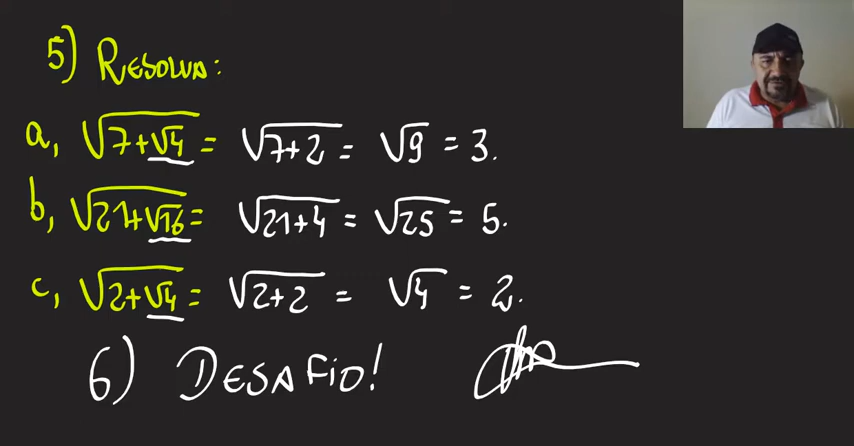 5) RESOLVA:
a, √(7+√4) = √(7+2) = √9 = 3.
b, √(21+√16) = √(21+4) = √25 = 5.
c, √(2+√4) = √(2+2) = √4 = 2.
6) DESAFIO!